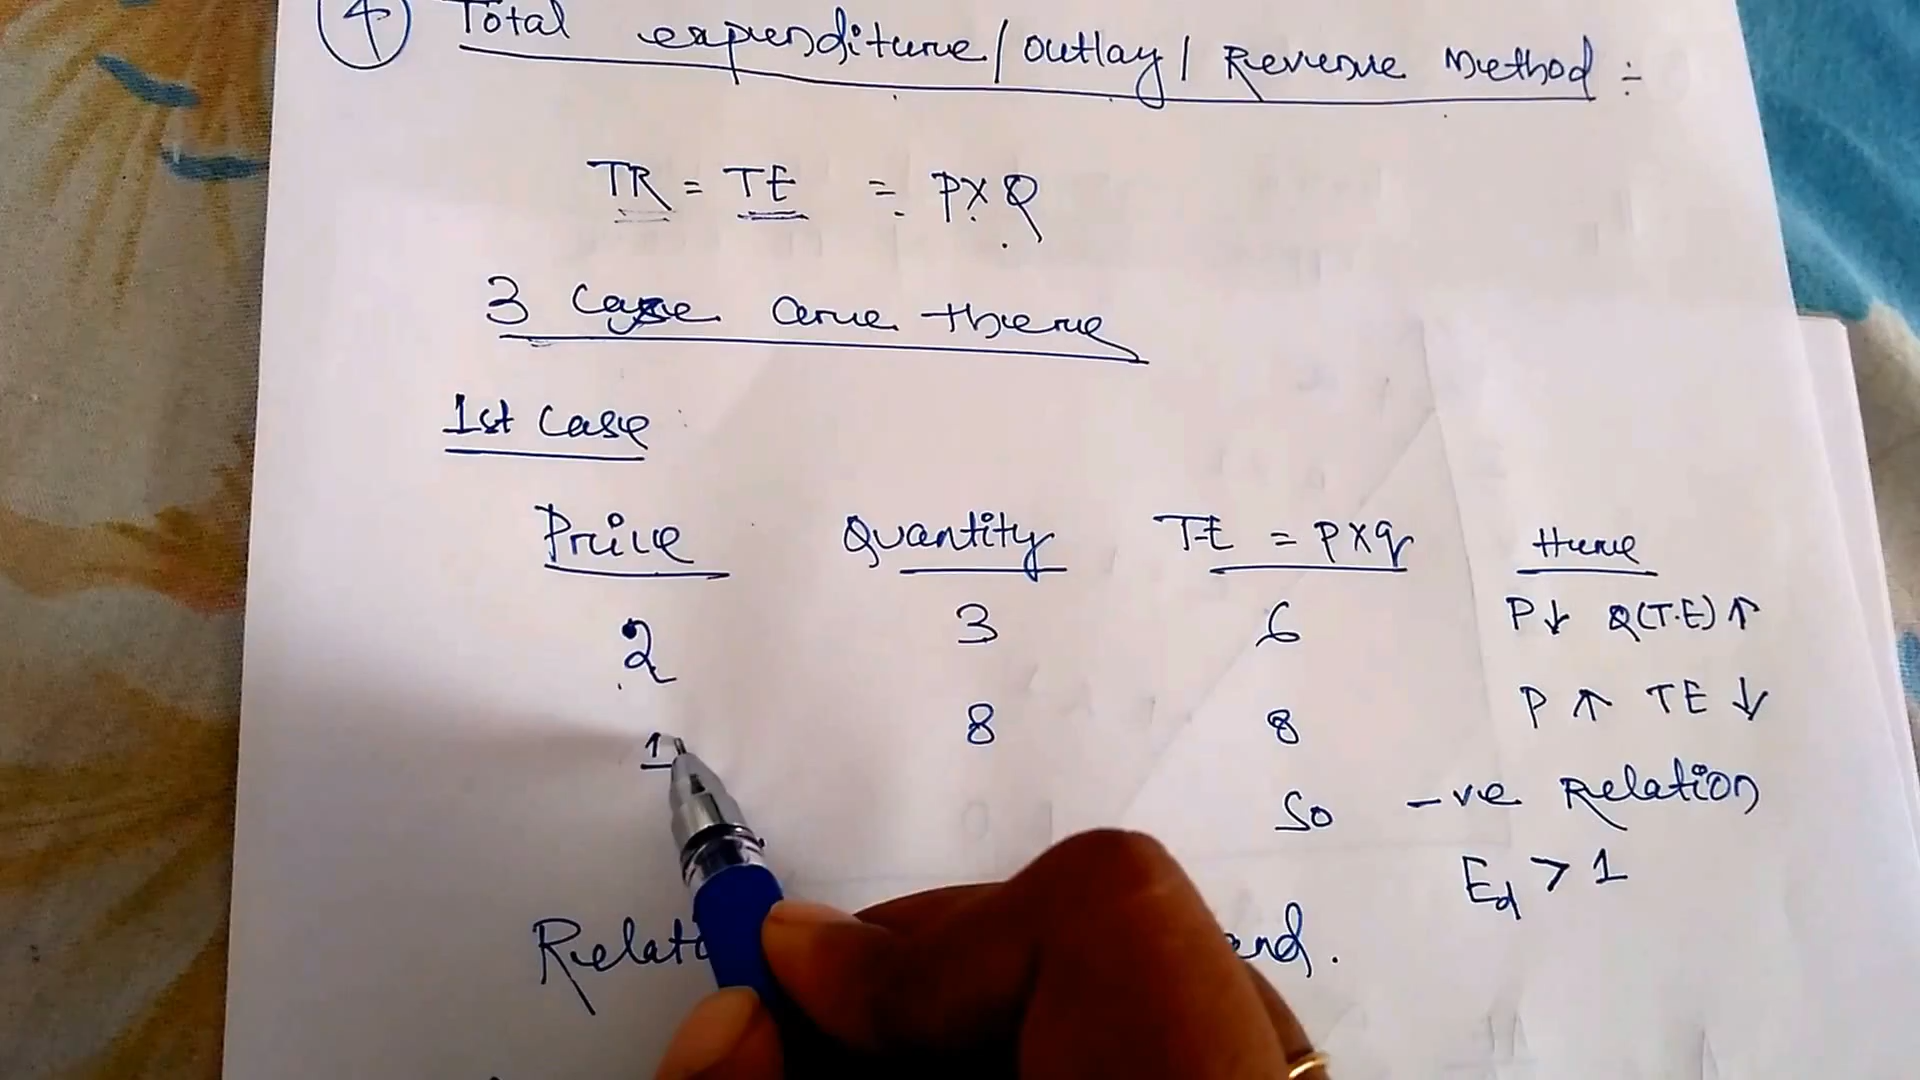 4 Total expenditure/outlay/Revenue Method :-
TR = TE = P×Q
3 Case are there
1st Case
Price Quantity TE = P×q Here
2 3 6 P↓ Q(T.E)↑
1 8 8 P↑ TE↓
So -ve Relation
Ed > 1